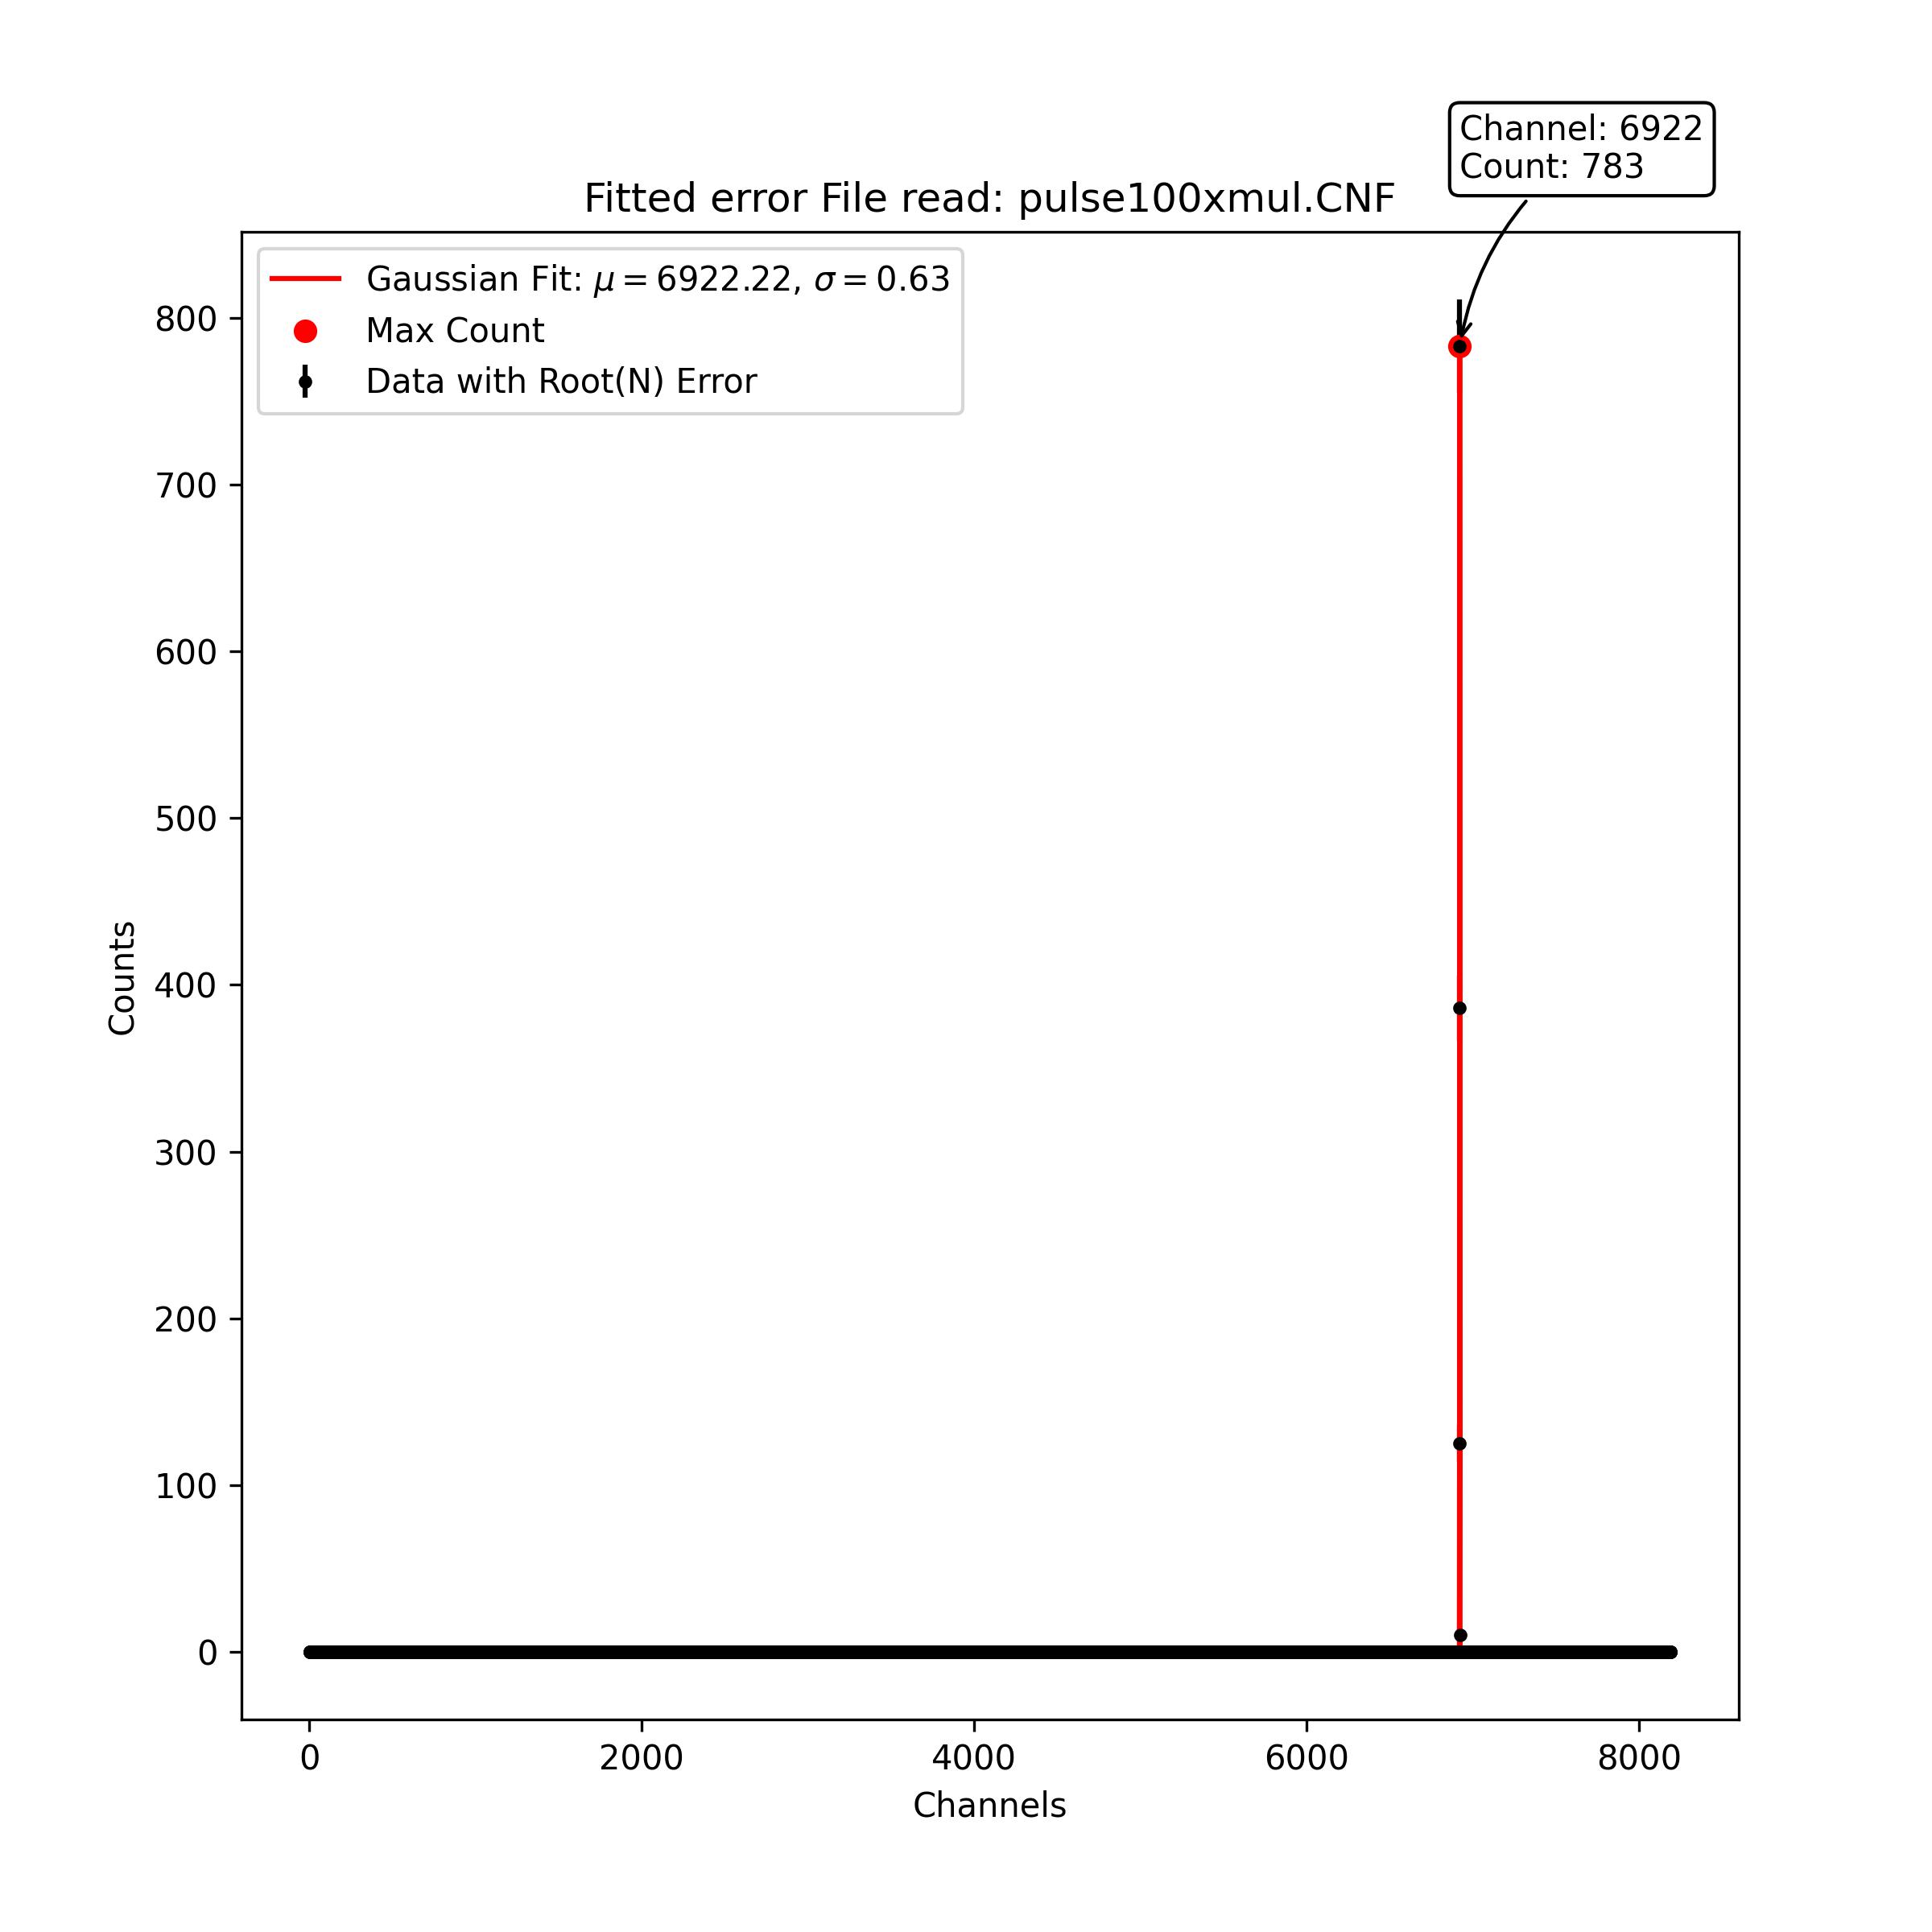 Channel: 6922
Count: 783
Fitted error File read: pulse100xmul.CNF
Gaussian Fit: μ = 6922.22, σ = 0.63
Max Count
Data with Root(N) Error
800
700
600
500
400
300
200
100
0
Counts
0 2000 4000 6000 8000
Channels